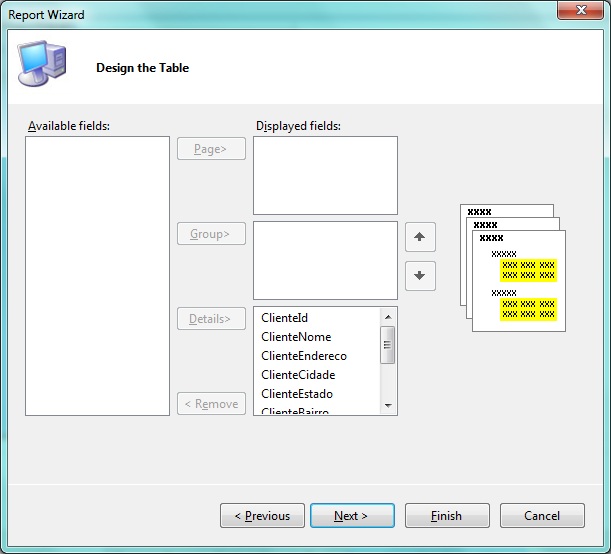 Report Wizard
Design the Table
Available fields:
Displayed fields:
Page>
Group>
Details>
< Remove
ClienteId
ClienteNome
ClienteEndereco
ClienteCidade
ClienteEstado
ClienteBairro
xxxx
xxxx
xxxx
xxxxx
xxx xxx xxx
xxx xxx xxx
xxxxx
xxx xxx xxx
xxx xxx xxx
< Previous
Next >
Finish
Cancel